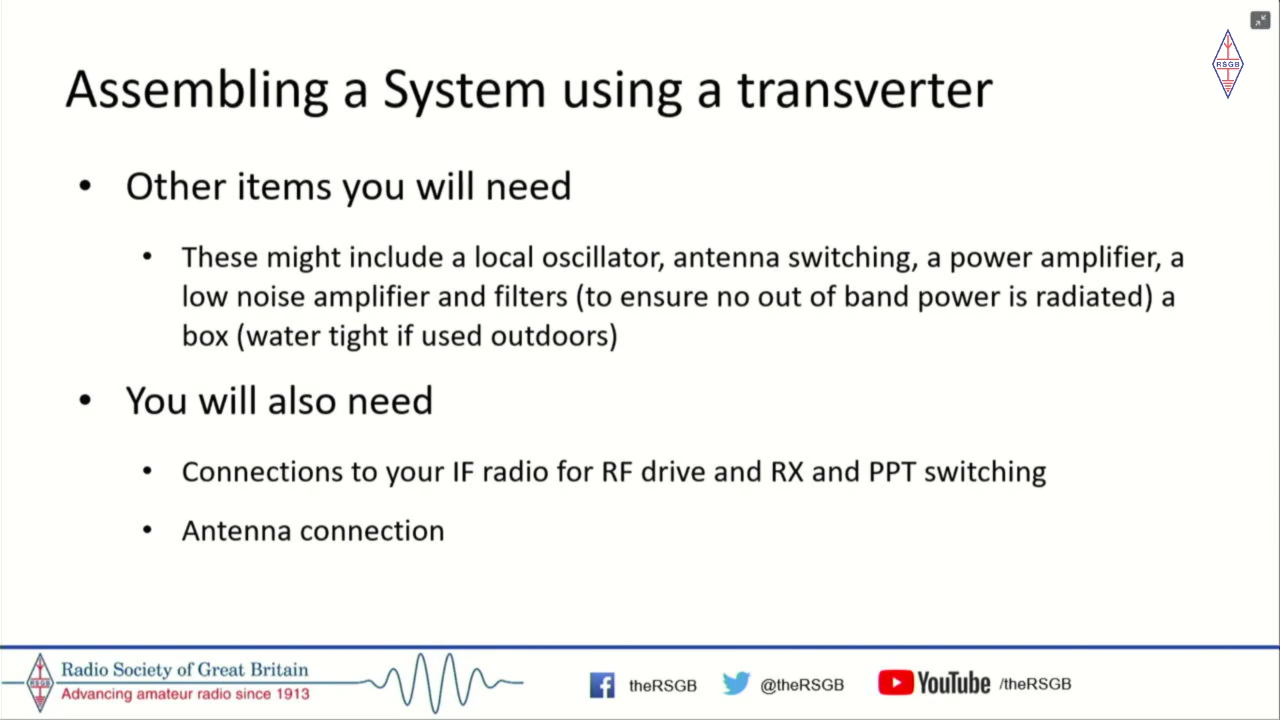 RSGB
Assembling a System using a transverter
• Other items you will need
• These might include a local oscillator, antenna switching, a power amplifier, a
low noise amplifier and filters (to ensure no out of band power is radiated) a
box (water tight if used outdoors)
• You will also need
• Connections to your IF radio for RF drive and RX and PPT switching
• Antenna connection
RSGB
Radio Society of Great Britain
Advancing amateur radio since 1913
theRSGB
@theRSGB
YouTube /theRSGB